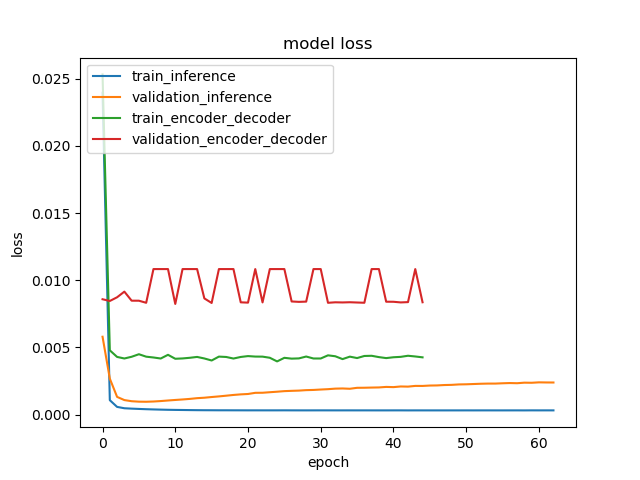 model loss
train_inference
validation_inference
train_encoder_decoder
validation_encoder_decoder
loss
0.025
0.020
0.015
0.010
0.005
0.000
0 10 20 30 40 50 60
epoch